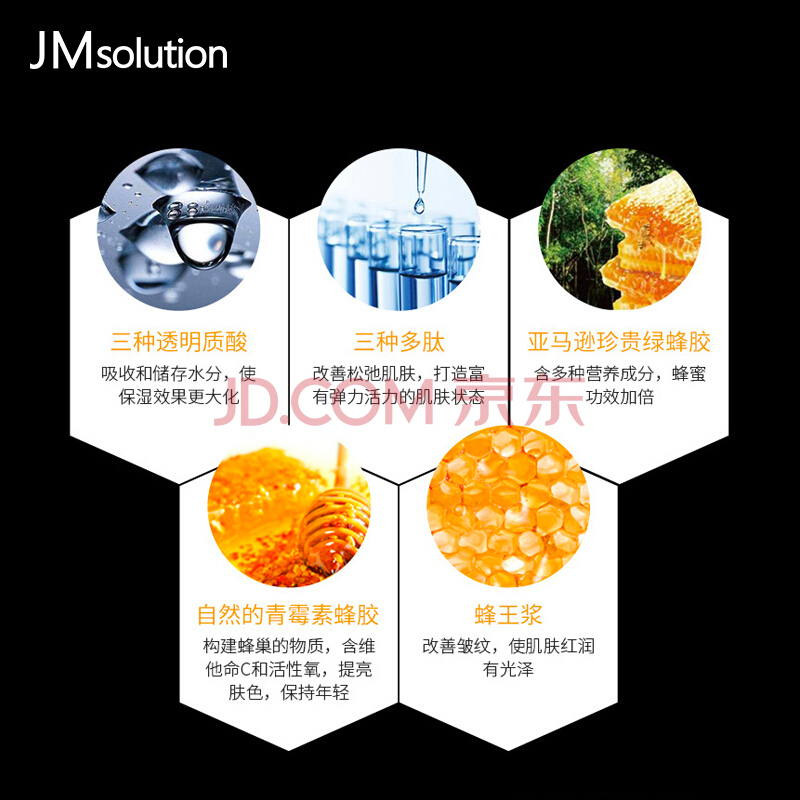 JMsolution
三种透明质酸
吸收和储存水分，使
保湿效果更大化
三种多肽
改善松弛肌肤，打造富
有弹力活力的肌肤状态
亚马逊珍贵绿蜂胶
含多种营养成分，蜂蜜
功效加倍
JD.COM 京东
自然的青霉素蜂胶
构建蜂巢的物质，含维
他命C和活性氧，提亮
肤色，保持年轻
蜂王浆
改善皱纹，使肌肤红润
有光泽